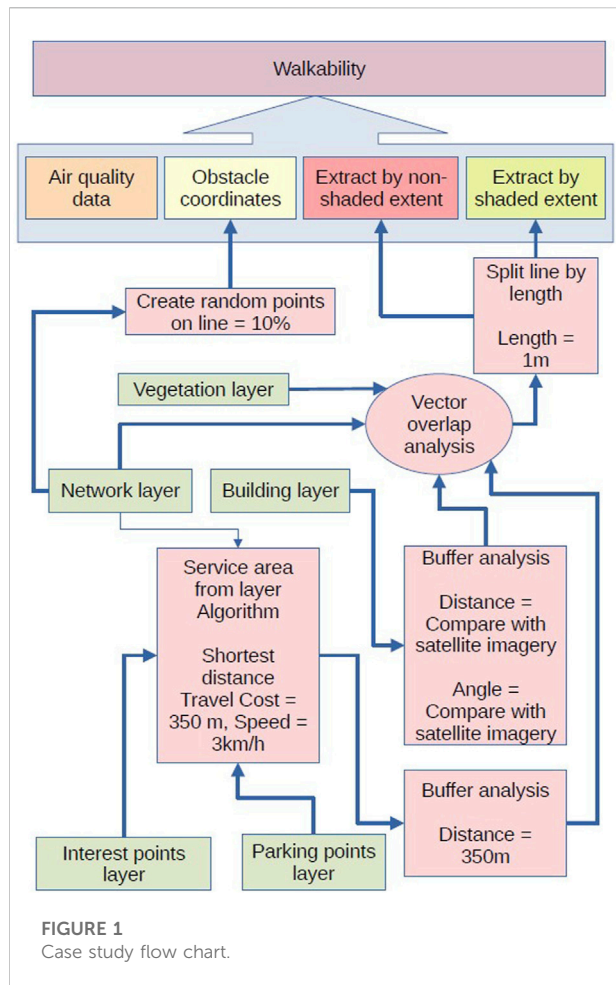 Walkability
Air quality
data
Obstacle
coordinates
Extract by non-
shaded extent
Extract by
shaded extent
Create random points
on line = 10%
Split line by
length
Length =
1m
Vegetation layer
Vector
overlap
analysis
Network layer
Building layer
Service area
from layer
Algorithm
Shortest
distance
Travel Cost =
350 m, Speed =
3km/h
Buffer analysis
Distance =
Compare with
satellite imagery
Angle =
Compare with
satellite imagery
Buffer analysis
Distance =
350m
Interest points
layer
Parking points
layer
FIGURE 1
Case study flow chart.